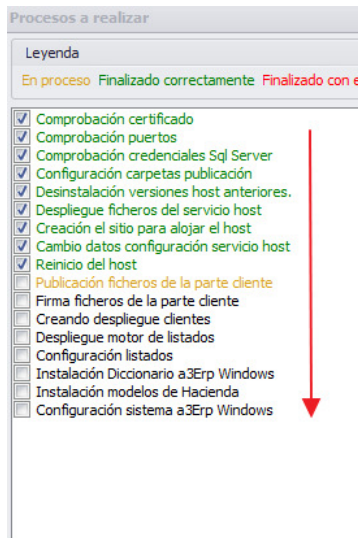 Procesos a realizar
Leyenda
En proceso Finalizado correctamente Finalizado con e
Comprobación certificado
Comprobación puertos
Comprobación credenciales Sql Server
Configuración carpetas publicación
Desinstalación versiones host anteriores.
Despliegue ficheros del servicio host
Creación el sitio para alojar el host
Cambio datos configuración servicio host
Reinicio del host
Publicación ficheros de la parte cliente
Firma ficheros de la parte cliente
Creando despliegue clientes
Despliegue motor de listados
Configuración listados
Instalación Diccionario a3Erp Windows
Instalación modelos de Hacienda
Configuración sistema a3Erp Windows